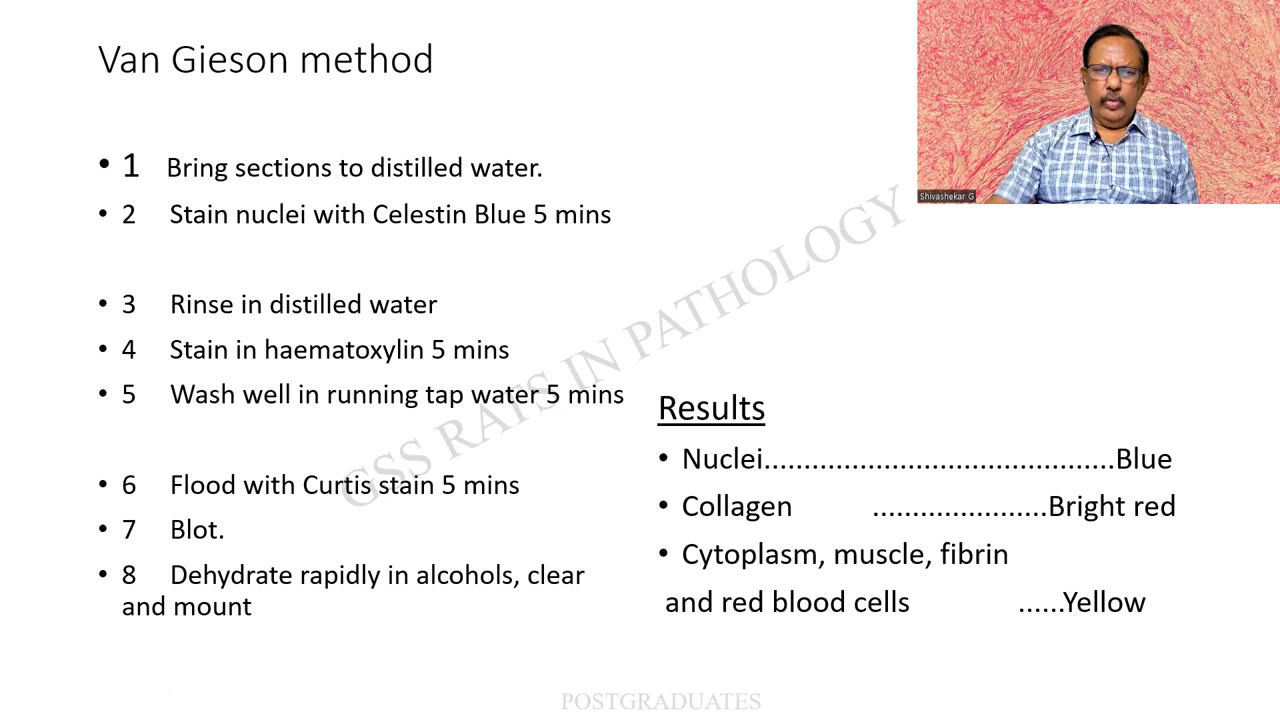 Van Gieson method
• 1 Bring sections to distilled water.
• 2 Stain nuclei with Celestin Blue 5 mins
• 3 Rinse in distilled water
• 4 Stain in haematoxylin 5 mins
• 5 Wash well in running tap water 5 mins
• 6 Flood with Curtis stain 5 mins
• 7 Blot.
• 8 Dehydrate rapidly in alcohols, clear
and mount
Results
• Nuclei............................................Blue
• Collagen ......................Bright red
• Cytoplasm, muscle, fibrin
and red blood cells ......Yellow
Shivashekar G
GSS RAFS IN PATHOLOGY
POSTGRADUATES